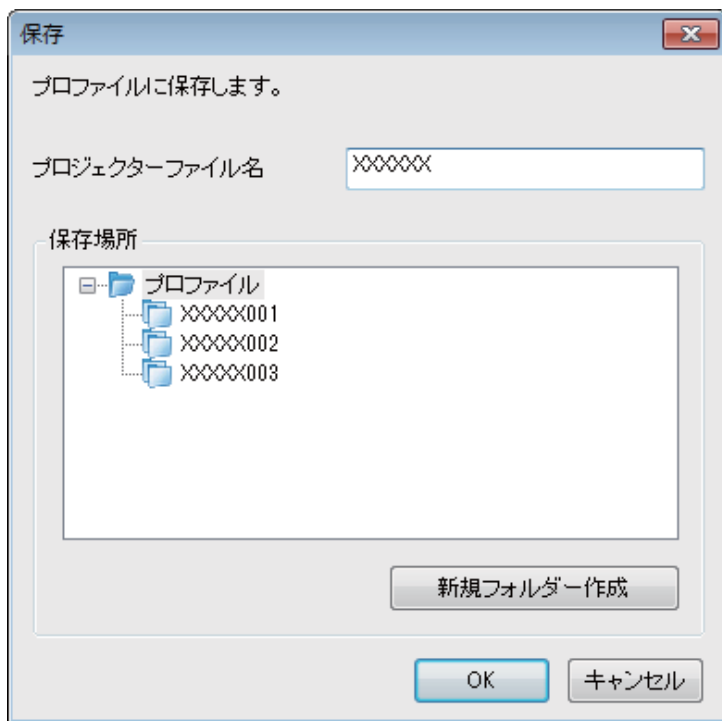 保存
プロファイルに保存します。
プロジェクターファイル名
XXXXXX
保存場所
プロファイル
XXXXX001
XXXXX002
XXXXX003
新規フォルダー作成
OK
キャンセル